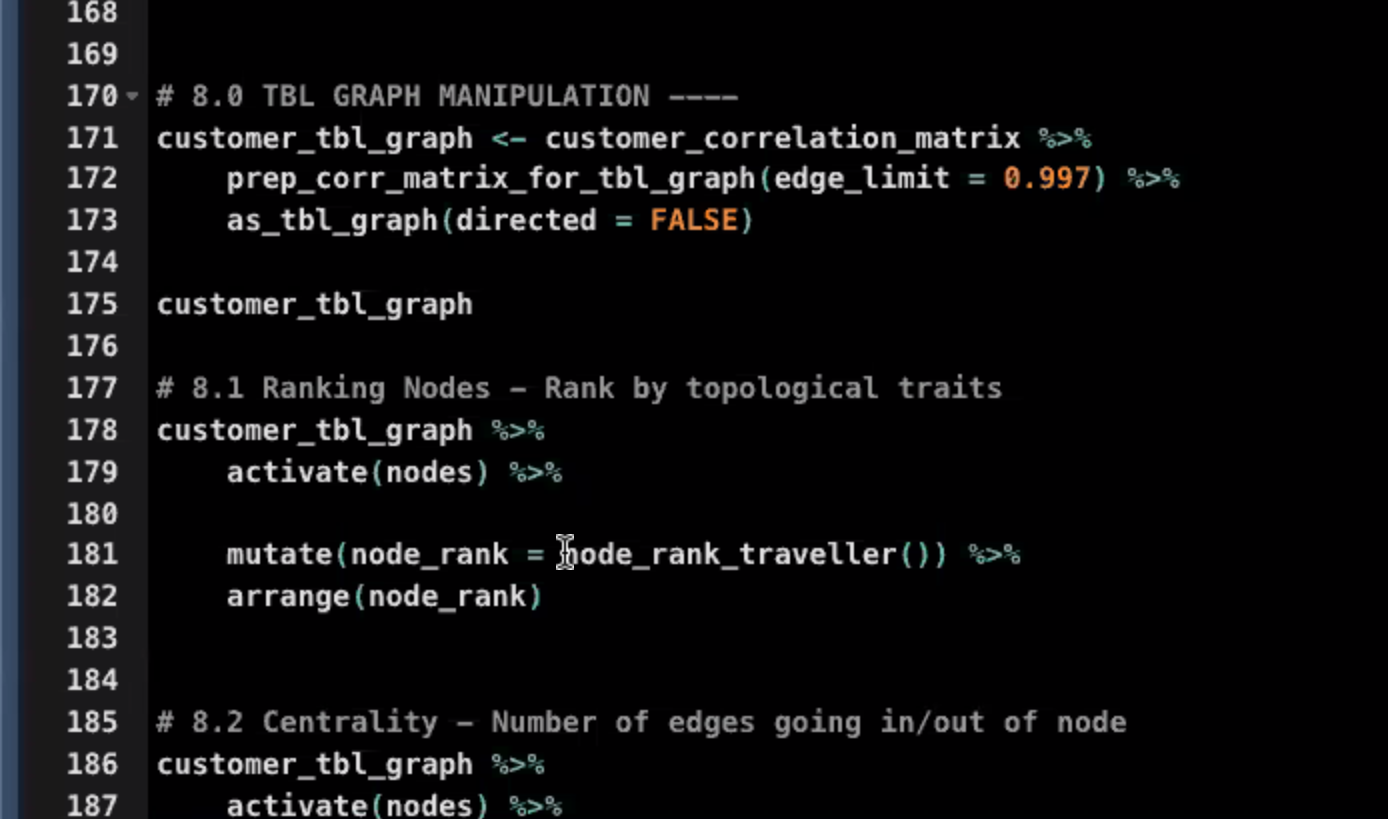 168
169
170 # 8.0 TBL GRAPH MANIPULATION ----
171 customer_tbl_graph <- customer_correlation_matrix %>%
172     prep_corr_matrix_for_tbl_graph(edge_limit = 0.997) %>%
173     as_tbl_graph(directed = FALSE)
174
175 customer_tbl_graph
176
177 # 8.1 Ranking Nodes - Rank by topological traits
178 customer_tbl_graph %>%
179     activate(nodes) %>%
180
181     mutate(node_rank = node_rank_traveller()) %>%
182     arrange(node_rank)
183
184
185 # 8.2 Centrality - Number of edges going in/out of node
186 customer_tbl_graph %>%
187     activate(nodes) %>%